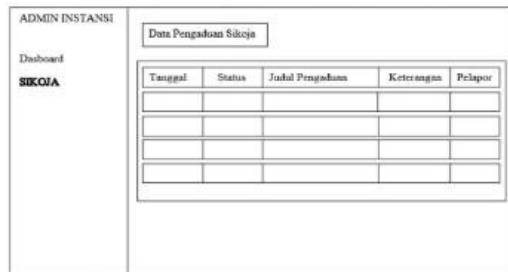 ADMIN INSTANSI
Dasboard
SIKOJA
Data Pengaduan Sikoja
Tanggal Status Judul Pengaduan Keterangan Pelapor